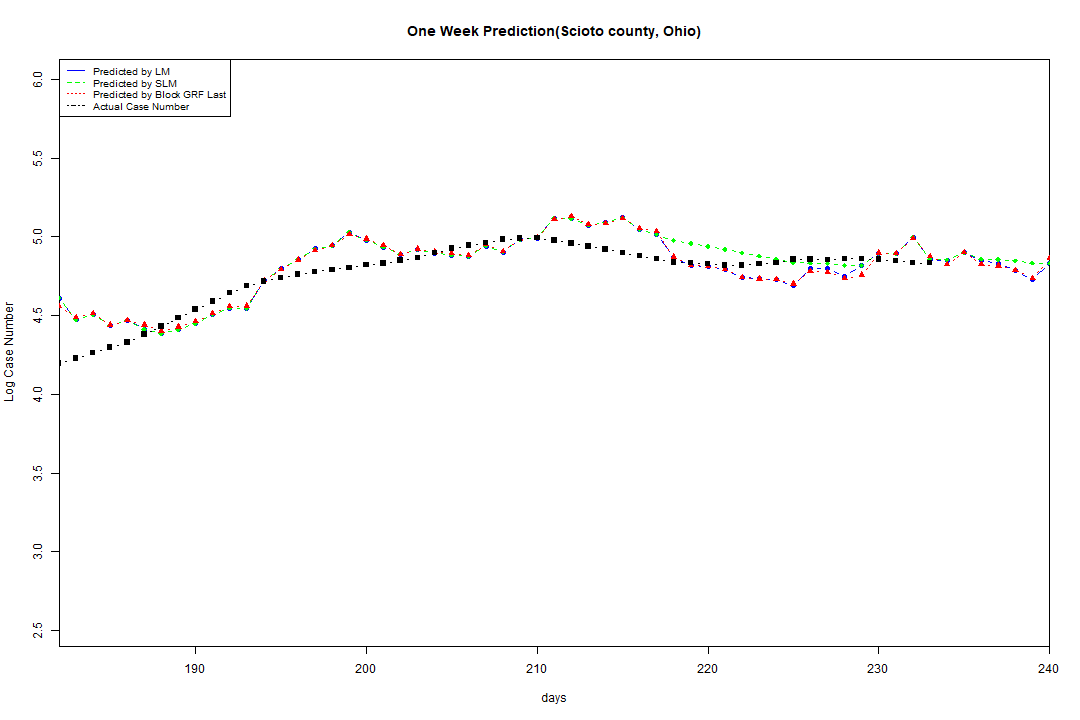 One Week Prediction(Scioto county, Ohio)
Predicted by LM
Predicted by SLM
Predicted by Block GRF Last
Actual Case Number
6.0
5.5
5.0
4.5
4.0
3.5
3.0
2.5
Log Case Number
190 200 210 220 230 240
days